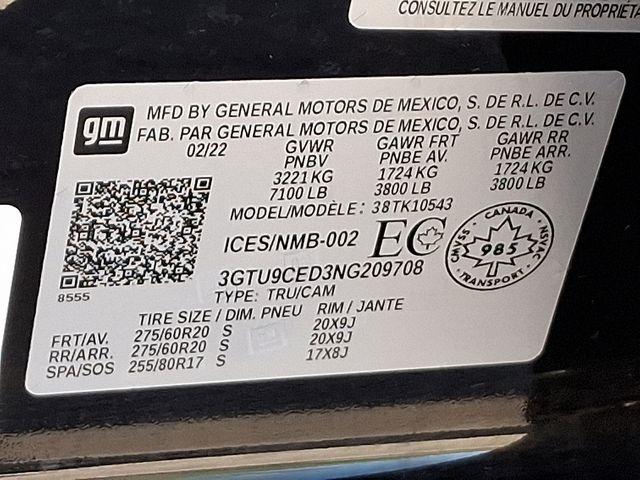 CONSULTEZ LE MANUEL DU PROPRIÉTA
gm
MFD BY GENERAL MOTORS DE MEXICO, S. DE R.L. DE C.V.
FAB. PAR GENERAL MOTORS DE MEXICO, S. DE R.L. DE C.V.
02/22 GVWR GAWR FRT GAWR RR
PNBV PNBE AV. PNBE ARR.
3221 KG 1724 KG 1724 KG
7100 LB 3800 LB 3800 LB
MODEL/MODÈLE: 38TK10543
ICES/NMB-002 EC
CANADA
CMVSS 985 NSVAC
TRANSPORT
3GTU9CED3NG209708
8555
TYPE: TRU/CAM
TIRE SIZE / DIM. PNEU RIM / JANTE
FRT/AV. 275/60R20 S 20X9J
RR/ARR. 275/60R20 S 20X9J
SPA/SOS 255/80R17 S 17X8J